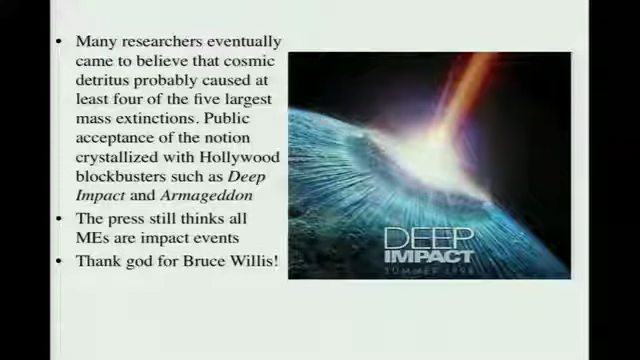 • Many researchers eventually
came to believe that cosmic
detritus probably caused at
least four of the five largest
mass extinctions. Public
acceptance of the notion
crystallized with Hollywood
blockbusters such as Deep
Impact and Armageddon
• The press still thinks all
MEs are impact events
• Thank god for Bruce Willis!
DEEP
IMPACT
SUMMER 1998